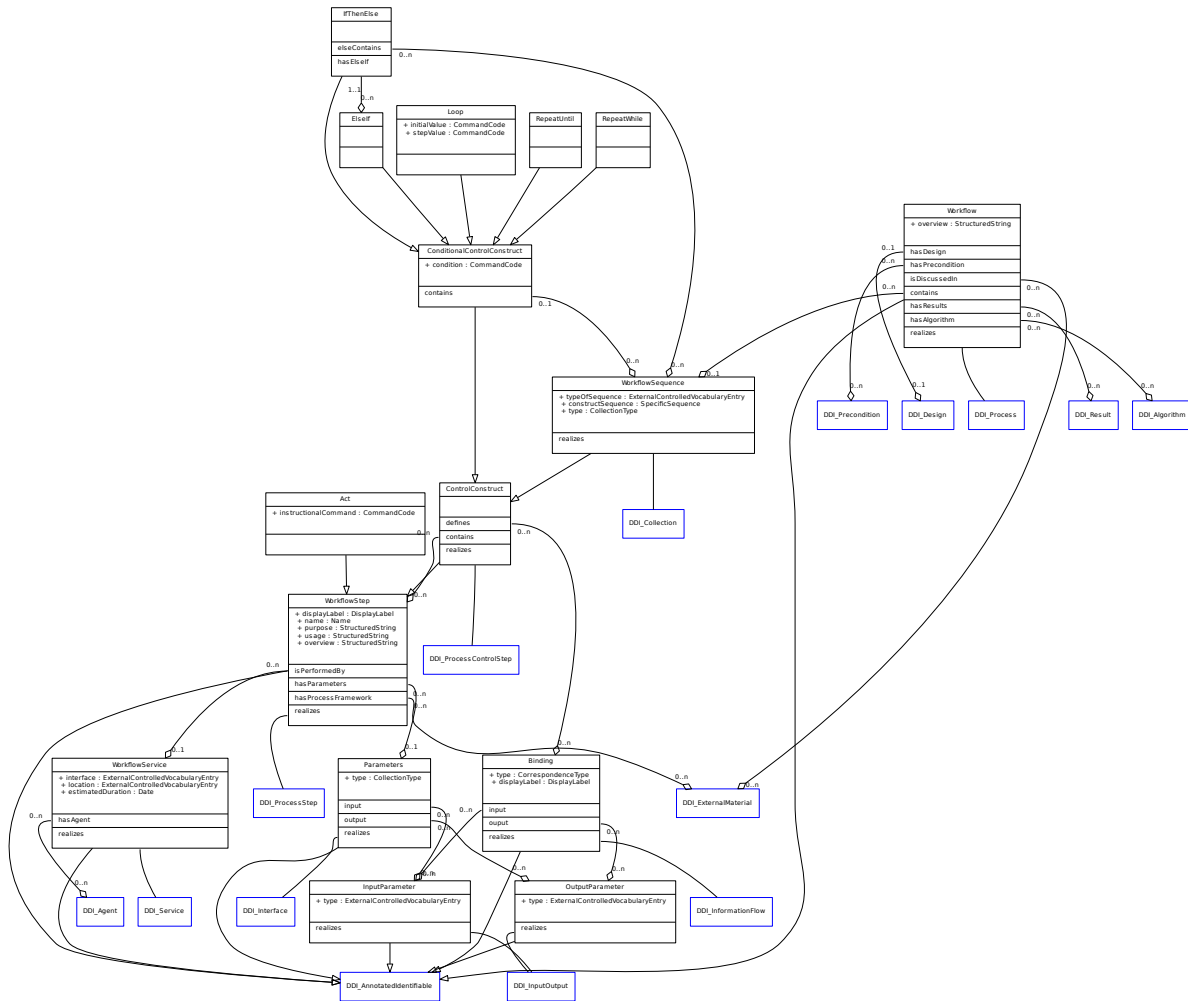 IfThenElse
elseContains
0..n
hasElseIf
1..1
0..n
ElseIf
Loop
+ initialValue : CommandCode
+ stepValue : CommandCode
RepeatUntil
RepeatWhile
ConditionalControlConstruct
+ condition : CommandCode
contains
0..1
0..n
0..n
Workflow
+ overview : StructuredString
0..1
hasDesign
0..n
hasPrecondition
isDiscussedIn
0..n
0..n
contains
hasResults
0..n
hasAlgorithm
0..n
realizes
0..1
WorkflowSequence
+ typeOfSequence : ExternalControlledVocabularyEntry
+ constructSequence : SpecificSequence
+ type : CollectionType
realizes
0..n
0..1
0..n
0..n
DDI_Precondition
DDI_Design
DDI_Process
DDI_Result
DDI_Algorithm
ControlConstruct
defines
0..n
0..n
contains
realizes
Act
+ instructionalCommand : CommandCode
DDI_Collection
0..n
WorkflowStep
+ displayLabel : DisplayLabel
+ name : Name
+ purpose : StructuredString
+ usage : StructuredString
+ overview : StructuredString
0..n
isPerformedBy
hasParameters
0..n
hasProcessFramework
0..n
realizes
DDI_ProcessControlStep
0..1
WorkflowService
+ interface : ExternalControlledVocabularyEntry
+ location : ExternalControlledVocabularyEntry
+ estimatedDuration : Date
0..n
hasAgent
realizes
DDI_ProcessStep
0..1
Parameters
+ type : CollectionType
input
0..n
output
0..n
realizes
0..n
Binding
+ type : CorrespondenceType
+ displayLabel : DisplayLabel
0..n
input
ouput
0..n
realizes
0..n
0..n
DDI_ExternalMaterial
0..n
DDI_Agent
DDI_Service
DDI_Interface
0..n
InputParameter
+ type : ExternalControlledVocabularyEntry
realizes
0..n
0..n
OutputParameter
+ type : ExternalControlledVocabularyEntry
realizes
DDI_InformationFlow
DDI_AnnotatedIdentifiable
DDI_InputOutput